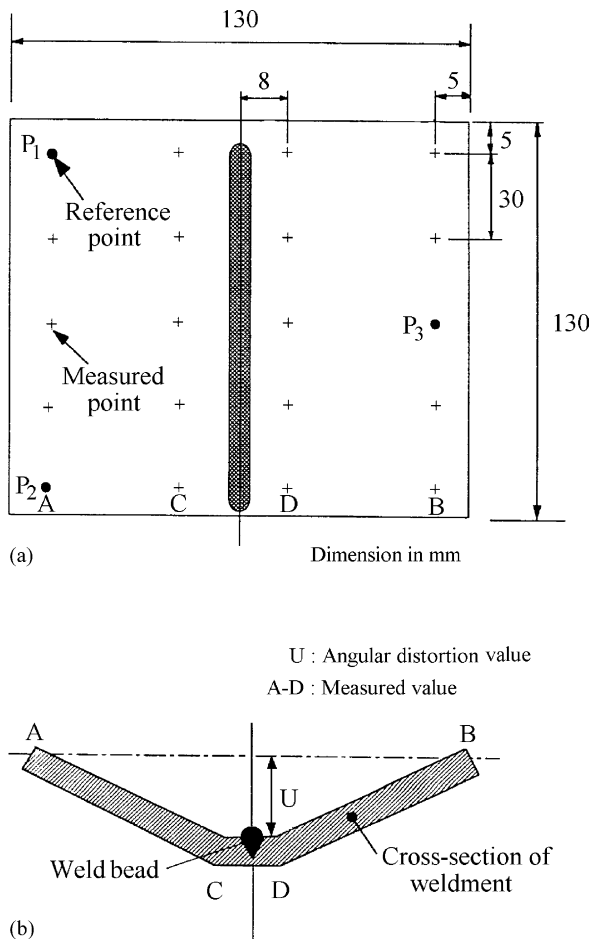 130
8
5
P1
5
Reference
point
30
P3
130
Measured
point
P2
A
C
D
B
(a)
Dimension in mm
U : Angular distortion value
A-D : Measured value
A
B
U
Weld bead
Cross-section of
weldment
C
D
(b)